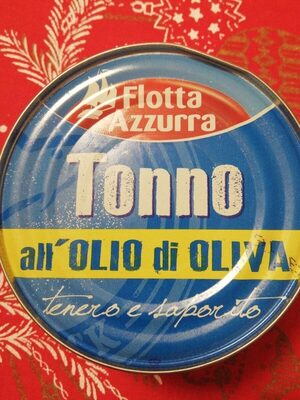 Flotta
Azzurra
Tonno
all'OLIO di OLIVA
tenero e saporito